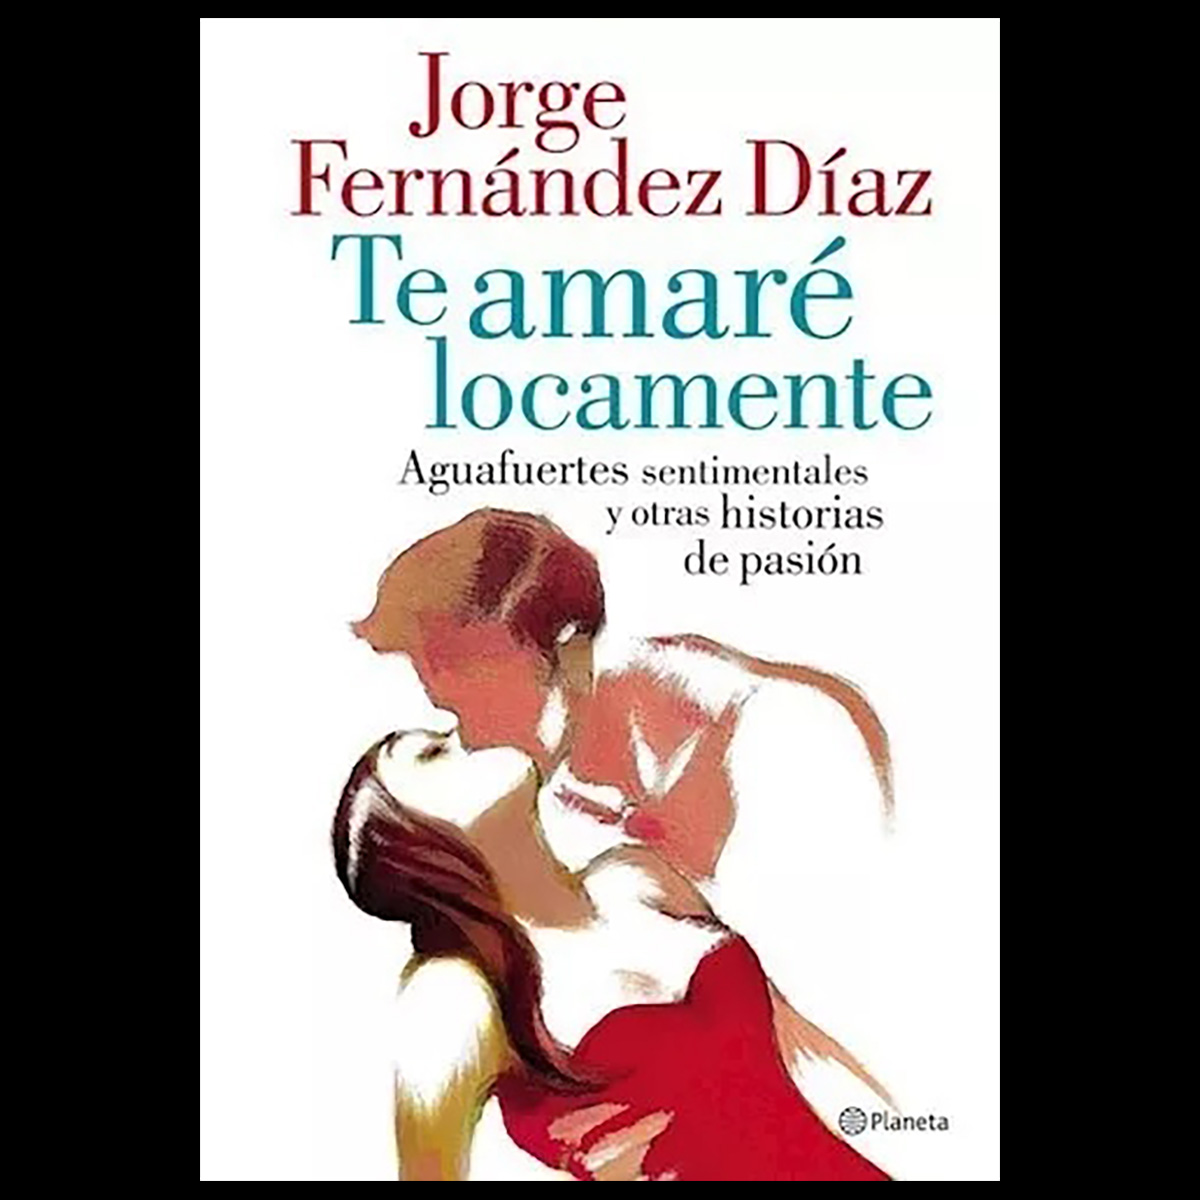 Jorge
Fernández Díaz
Te amaré
locamente
Aguafuertes sentimentales
y otras historias
de pasión
Planeta